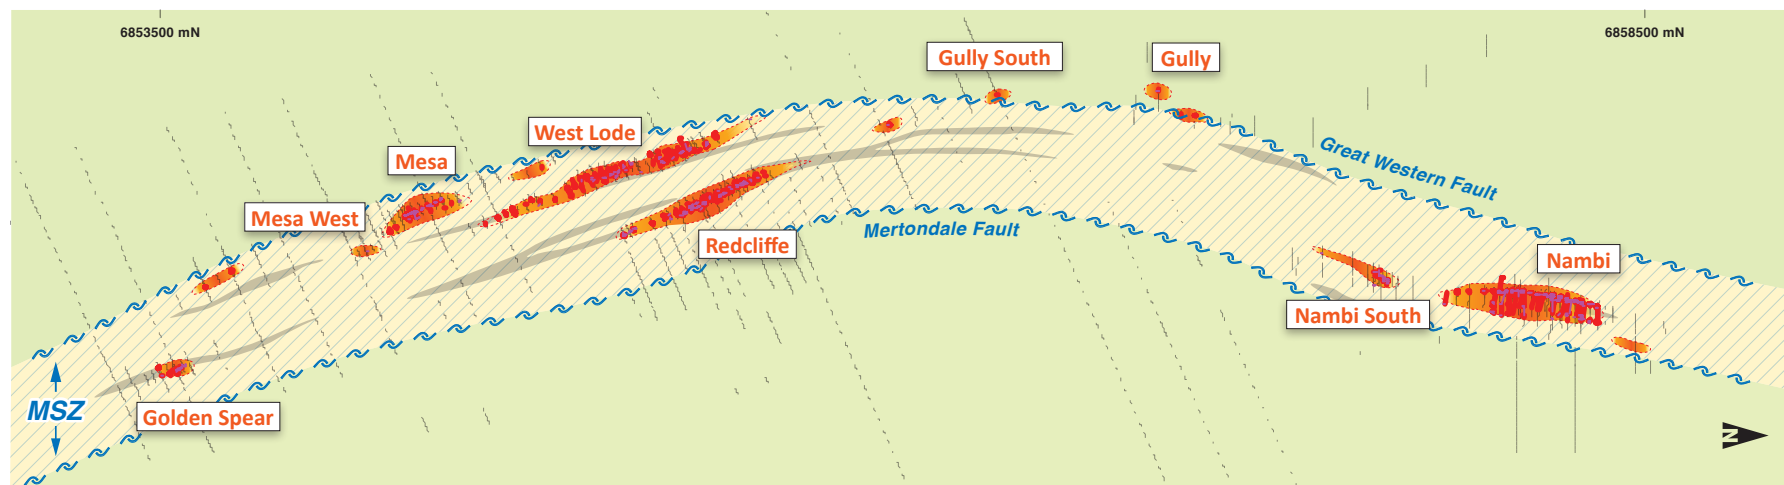 6853500 mN
6858500 mN
Gully South
Gully
West Lode
Mesa
Great Western Fault
Mesa West
Mertondale Fault
Redcliffe
Nambi
Nambi South
MSZ
Golden Spear
N